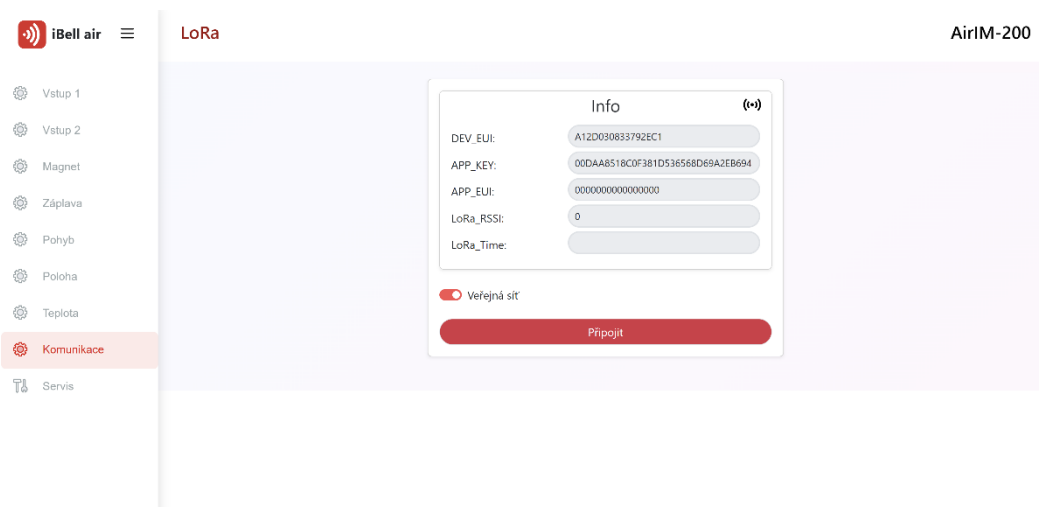 iBell air
LoRa
AirIM-200
Vstup 1
Vstup 2
Magnet
Záplava
Pohyb
Poloha
Teplota
Komunikace
Servis
Info
DEV_EUI: A12D030833792EC1
APP_KEY: 00DAA8518C0F381D536568D69A2EB694
APP_EUI: 0000000000000000
LoRa_RSSI: 0
LoRa_Time:
Veřejná síť
Připojit